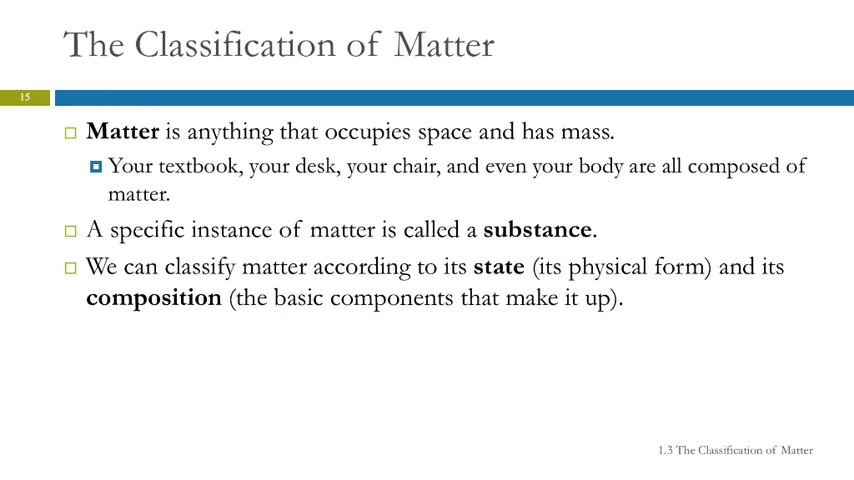 The Classification of Matter
15
Matter is anything that occupies space and has mass.
Your textbook, your desk, your chair, and even your body are all composed of
matter.
A specific instance of matter is called a substance.
We can classify matter according to its state (its physical form) and its
composition (the basic components that make it up).
1.3 The Classification of Matter